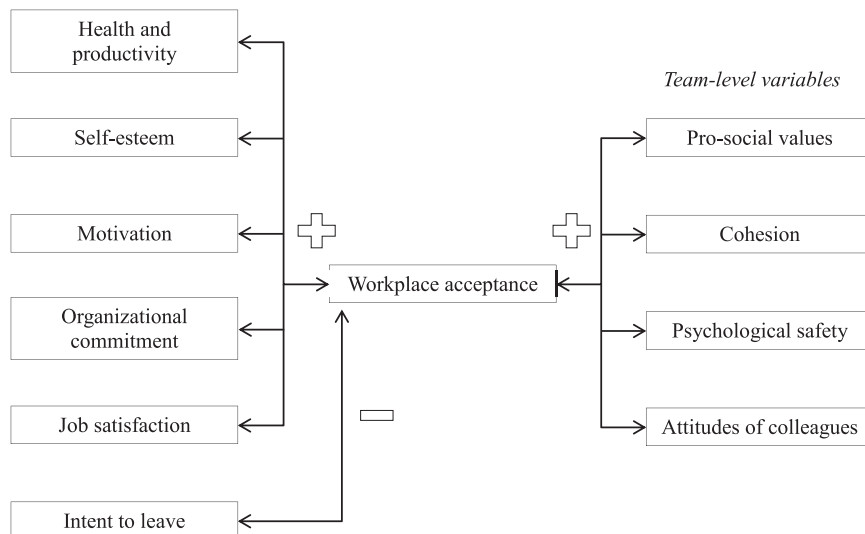 Health and
productivity
Self-esteem
Motivation
Organizational
commitment
Job satisfaction
Intent to leave
Workplace acceptance
Team-level variables
Pro-social values
Cohesion
Psychological safety
Attitudes of colleagues